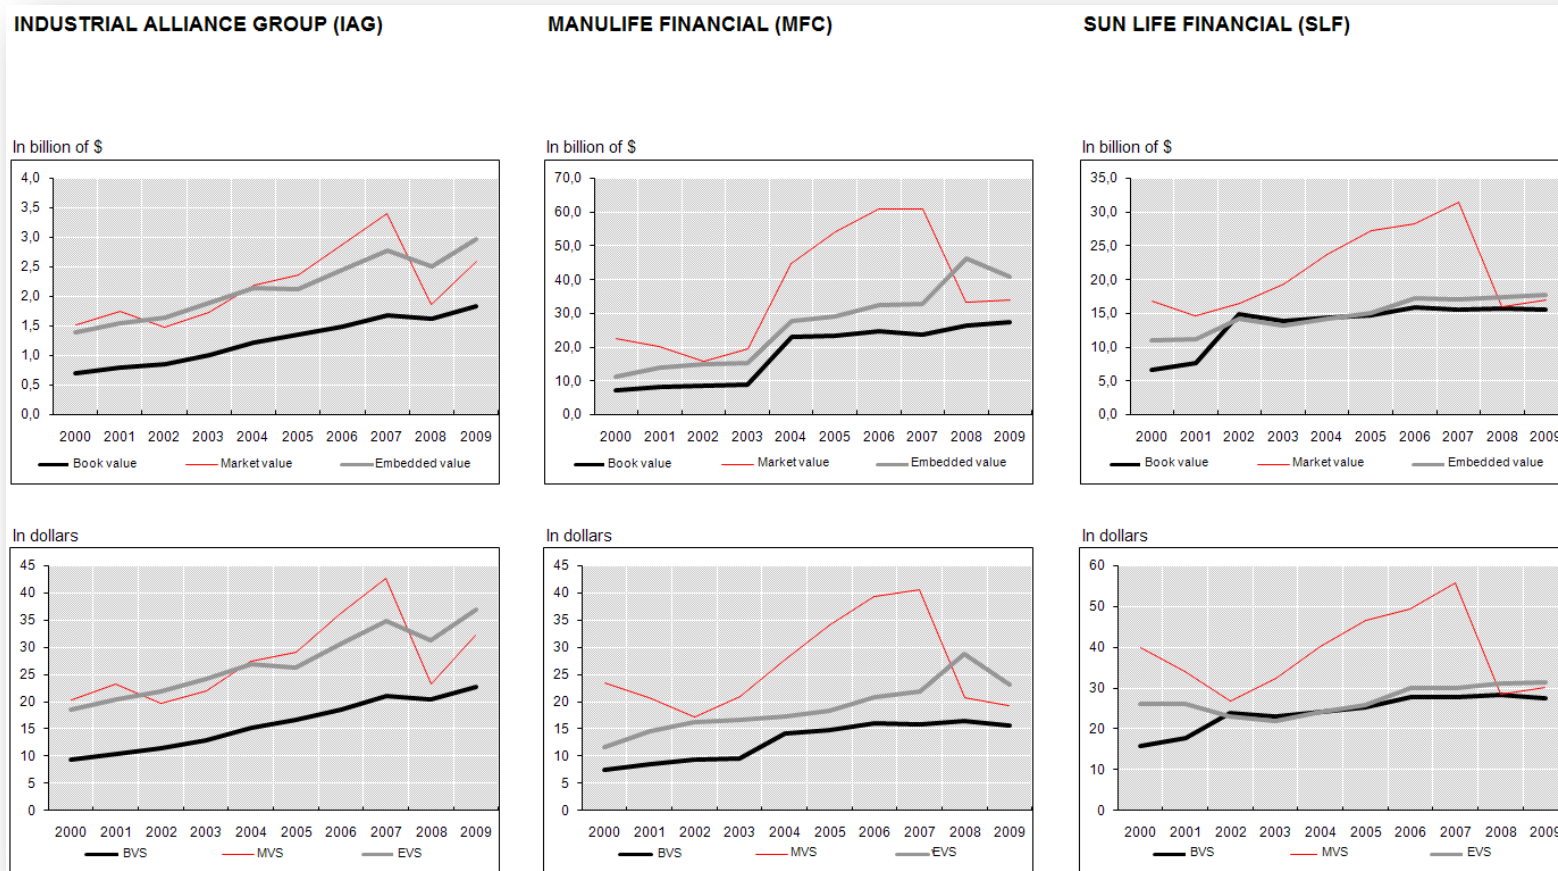 INDUSTRIAL ALLIANCE GROUP (IAG)
In billion of $
4,0
3,5
3,0
2,5
2,0
1,5
1,0
0,5
0,0
2000 2001 2002 2003 2004 2005 2006 2007 2008 2009
Book value Market value Embedded value
In dollars
45
40
35
30
25
20
15
10
5
0
2000 2001 2002 2003 2004 2005 2006 2007 2008 2009
BVS MVS EVS
MANULIFE FINANCIAL (MFC)
In billion of $
70,0
60,0
50,0
40,0
30,0
20,0
10,0
0,0
2000 2001 2002 2003 2004 2005 2006 2007 2008 2009
Book value Market value Embedded value
In dollars
45
40
35
30
25
20
15
10
5
0
2000 2001 2002 2003 2004 2005 2006 2007 2008 2009
BVS MVS EVS
SUN LIFE FINANCIAL (SLF)
In billion of $
35,0
30,0
25,0
20,0
15,0
10,0
5,0
0,0
2000 2001 2002 2003 2004 2005 2006 2007 2008 2009
Book value Market value Embedded value
In dollars
60
50
40
30
20
10
0
2000 2001 2002 2003 2004 2005 2006 2007 2008 2009
BVS MVS EVS